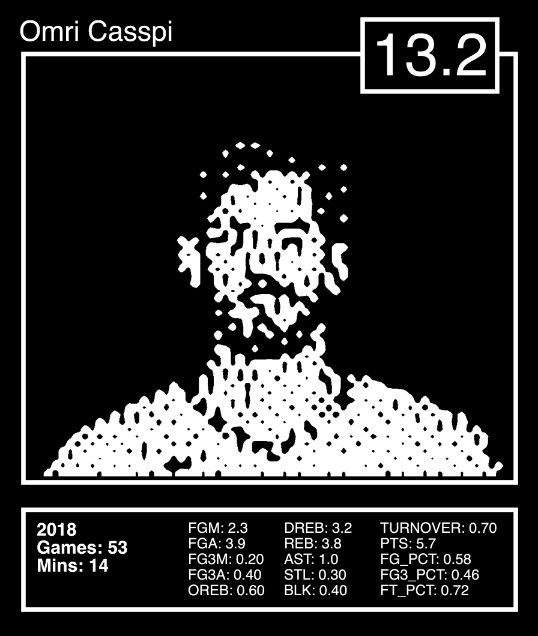 Omri Casspi
13.2
2018
Games: 53
Mins: 14
FGM: 2.3
FGA: 3.9
FG3M: 0.20
FG3A: 0.40
OREB: 0.60
DREB: 3.2
REB: 3.8
AST: 1.0
STL: 0.30
BLK: 0.40
TURNOVER: 0.70
PTS: 5.7
FG_PCT: 0.58
FG3_PCT: 0.46
FT_PCT: 0.72